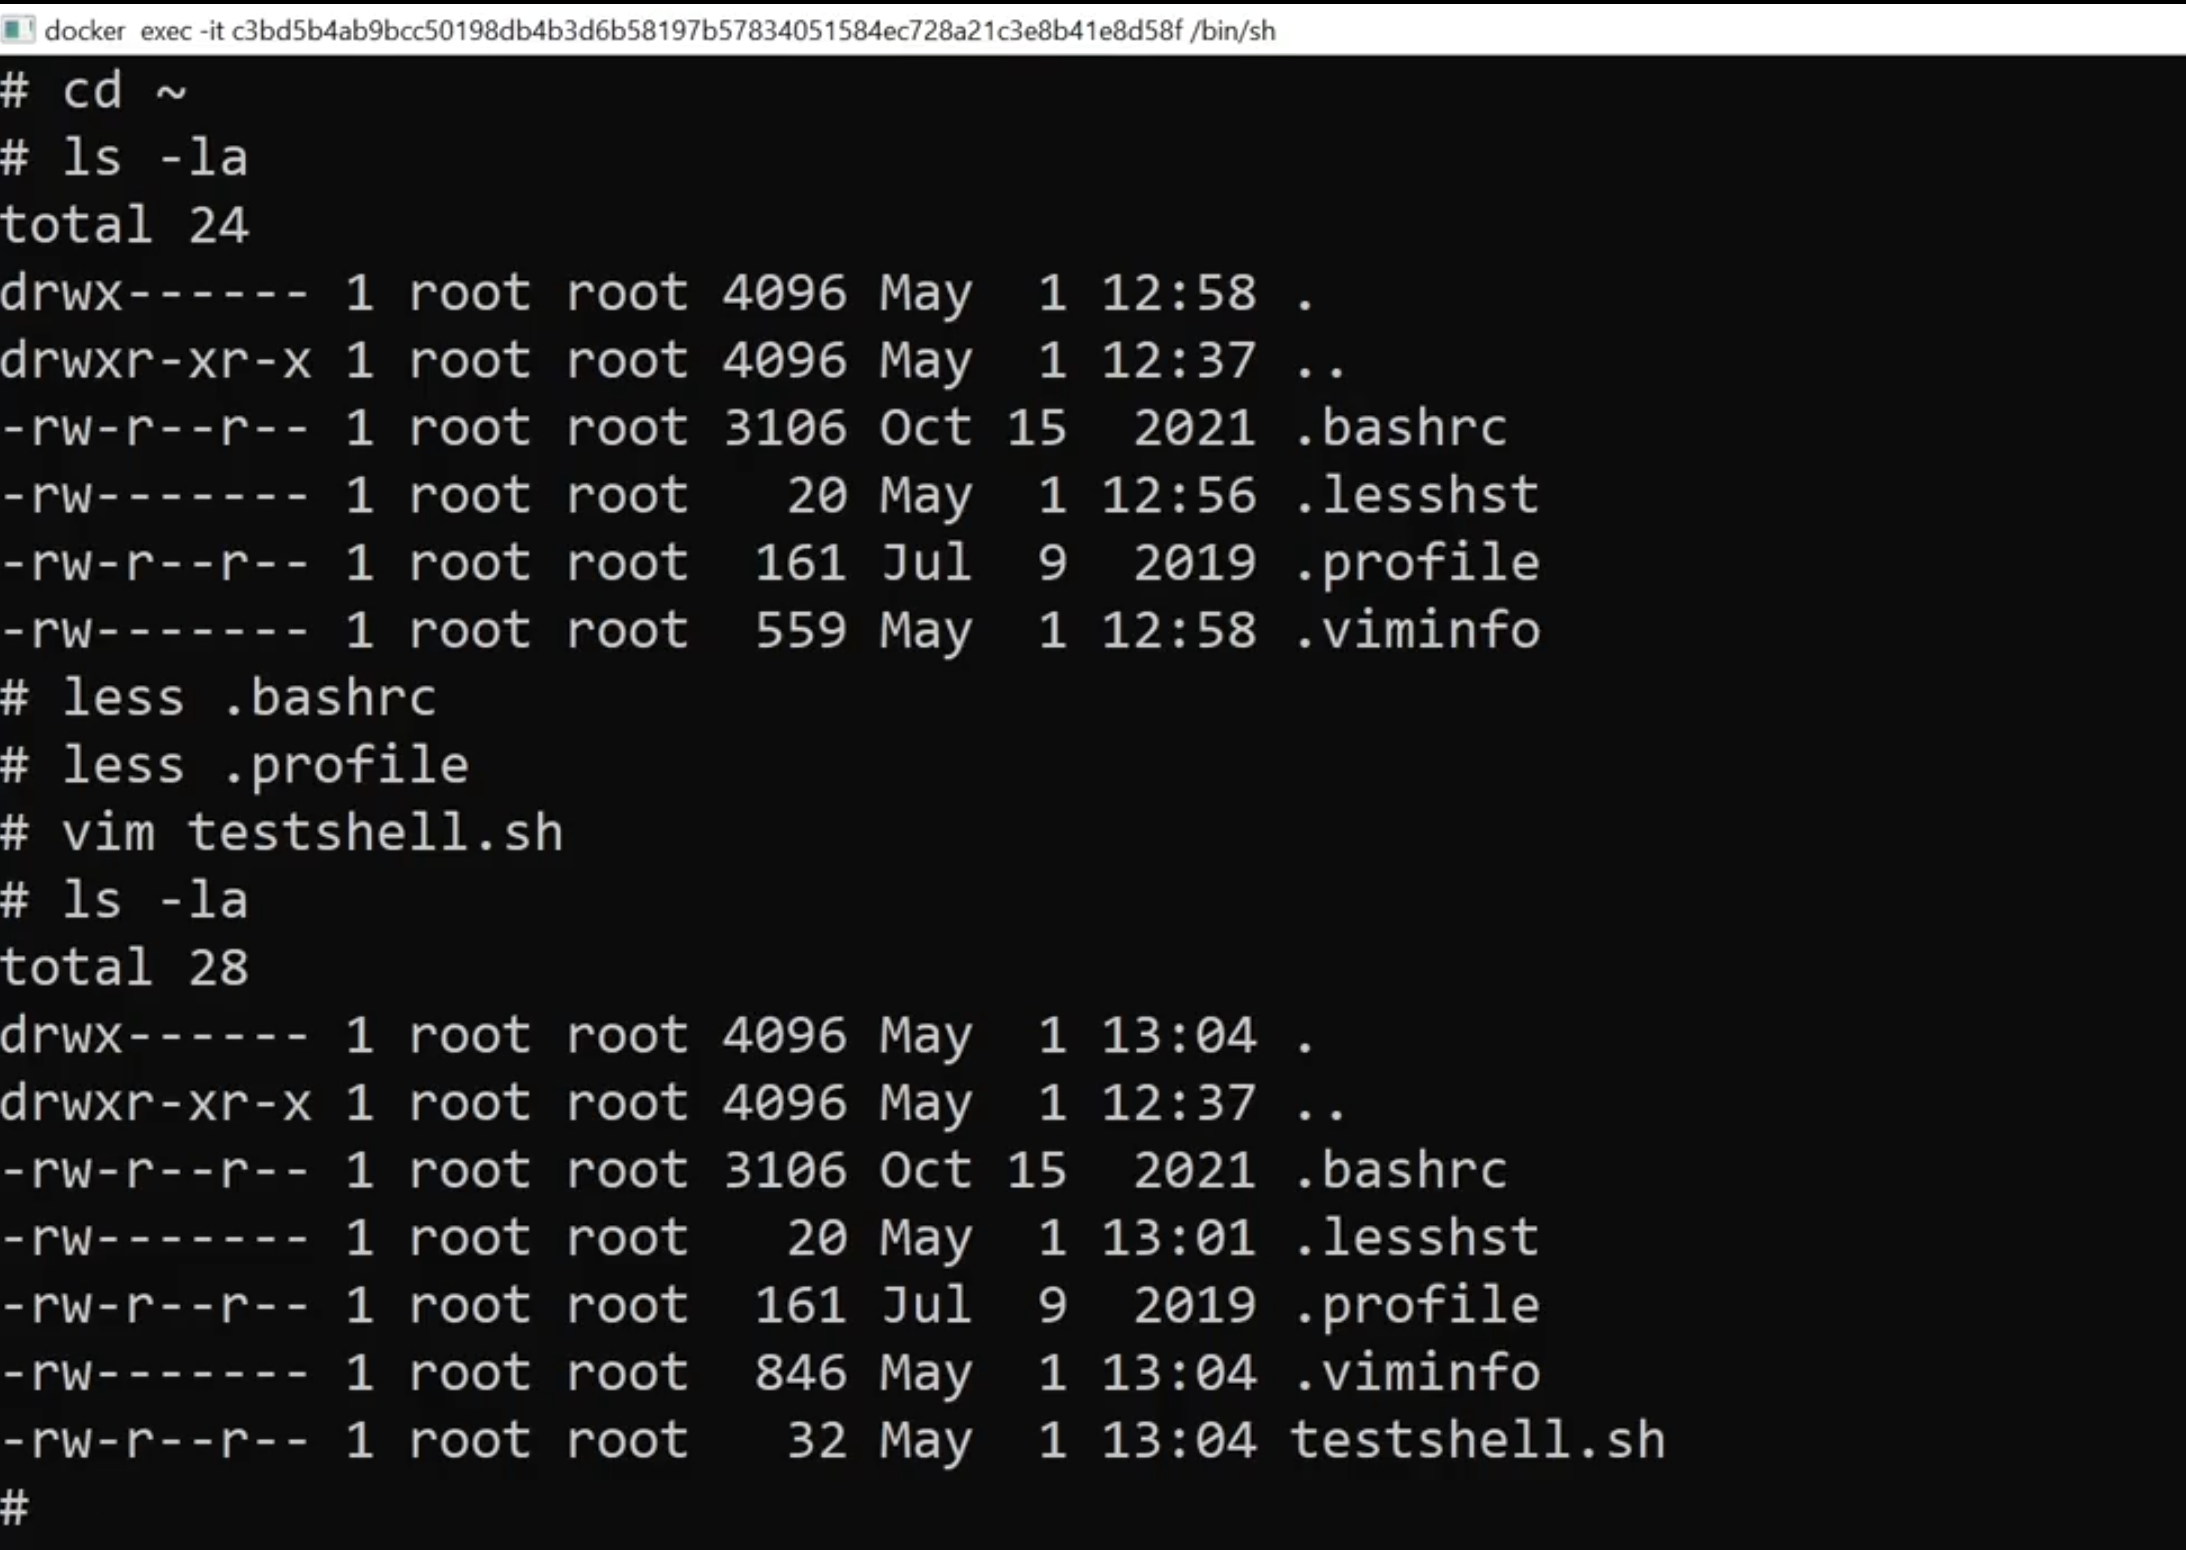 docker  exec -it c3bd5b4ab9bcc50198db4b3d6b58197b57834051584ec728a21c3e8b41e8d58f /bin/sh
# cd ~
# ls -la
total 24
drwx------ 1 root root 4096 May  1 12:58 .
drwxr-xr-x 1 root root 4096 May  1 12:37 ..
-rw-r--r-- 1 root root 3106 Oct 15  2021 .bashrc
-rw------- 1 root root   20 May  1 12:56 .lesshst
-rw-r--r-- 1 root root  161 Jul  9  2019 .profile
-rw------- 1 root root  559 May  1 12:58 .viminfo
# less .bashrc
# less .profile
# vim testshell.sh
# ls -la
total 28
drwx------ 1 root root 4096 May  1 13:04 .
drwxr-xr-x 1 root root 4096 May  1 12:37 ..
-rw-r--r-- 1 root root 3106 Oct 15  2021 .bashrc
-rw------- 1 root root   20 May  1 13:01 .lesshst
-rw-r--r-- 1 root root  161 Jul  9  2019 .profile
-rw------- 1 root root  846 May  1 13:04 .viminfo
-rw-r--r-- 1 root root   32 May  1 13:04 testshell.sh
#